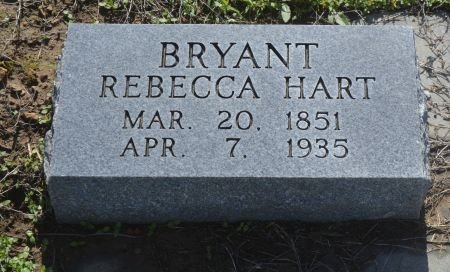 BRYANT
REBECCA HART
MAR. 20, 1851
APR. 7, 1935